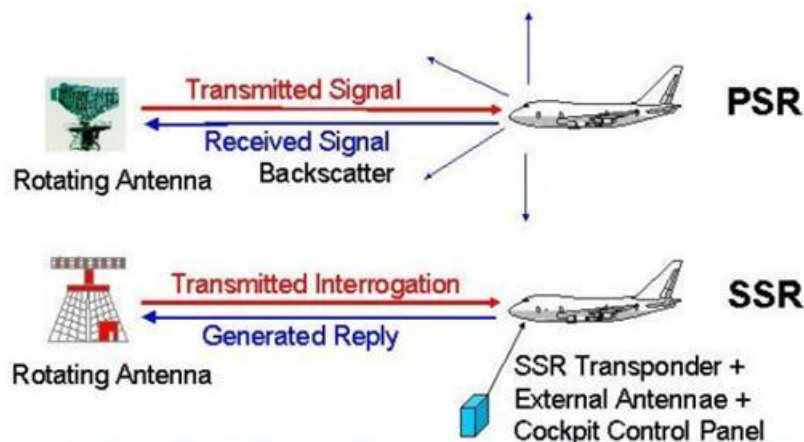 Transmitted Signal
PSR
Received Signal
Rotating Antenna
Backscatter
Transmitted Interrogation
SSR
Generated Reply
Rotating Antenna
SSR Transponder +
External Antennae +
Cockpit Control Panel